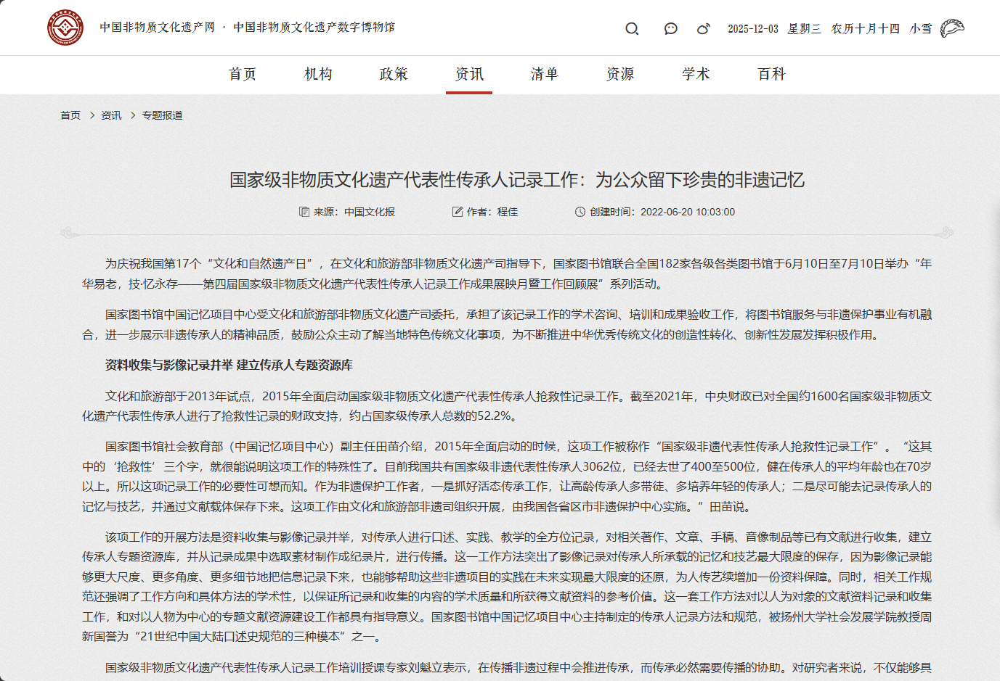 中国非物质文化遗产网 · 中国非物质文化遗产数字博物馆
2025-12-03 星期三 农历十月十四 小雪
首页 机构 政策 资讯 清单 资源 学术 百科
首页 > 资讯 > 专题报道
国家级非物质文化遗产代表性传承人记录工作：为公众留下珍贵的非遗记忆
来源：中国文化报 作者：程佳 创建时间：2022-06-20 10:03:00
为庆祝我国第17个“文化和自然遗产日”，在文化和旅游部非物质文化遗产司指导下，国家图书馆联合全国182家各级各类图书馆于6月10日至7月10日举办“年
华易老，技·忆永存——第四届国家级非物质文化遗产代表性传承人记录工作成果展映月暨工作回顾展”系列活动。
国家图书馆中国记忆项目中心受文化和旅游部非物质文化遗产司委托，承担了该记录工作的学术咨询、培训和成果验收工作，将图书馆服务与非遗保护事业有机融
合，进一步展示非遗传承人的精神品质，鼓励公众主动了解当地特色传统文化事项，为不断推进中华优秀传统文化的创造性转化、创新性发展发挥积极作用。
资料收集与影像记录并举 建立传承人专题资源库
文化和旅游部于2013年试点，2015年全面启动国家级非物质文化遗产代表性传承人抢救性记录工作。截至2021年，中央财政已对全国约1600名国家级非物质文
化遗产代表性传承人进行了抢救性记录的财政支持，约占国家级传承人总数的52.2%。
国家图书馆社会教育部（中国记忆项目中心）副主任田苗介绍，2015年全面启动的时候，这项工作被称作“国家级非遗代表性传承人抢救性记录工作”。“这其
中的‘抢救性’三个字，就很能说明这项工作的特殊性了。目前我国共有国家级非遗代表性传承人3062位，已经去世了400至500位，健在传承人的平均年龄也在70岁
以上。所以这项记录工作的必要性可想而知。作为非遗保护工作者，一是抓好活态传承工作，让高龄传承人多带徒、多培养年轻的传承人；二是尽可能去记录传承人的
记忆与技艺，并通过文献载体保存下来。这项工作由文化和旅游部非遗司组织开展，由我国各省区市非遗保护中心实施。”田苗说。
该项工作的开展方法是资料收集与影像记录并举，对传承人进行口述、实践、教学的全方位记录，对相关著作、文章、手稿、音像制品等已有文献进行收集，建立
传承人专题资源库，并从记录成果中选取素材制作成纪录片，进行传播。这一工作方法突出了影像记录对传承人所承载的记忆和技艺最大限度的保存，因为影像记录能
够更大尺度、更多角度、更多细节地把信息记录下来，也能够帮助这些非遗项目的实践在未来实现最大限度的还原，为人传艺续增加一份资料保障。同时，相关工作规
范还强调了工作方向和具体方法的学术性，以保证所记录和收集的内容的学术质量和所获得文献资料的参考价值。这一套工作方法对以人为对象的文献资料记录和收集
工作，和对以人物为中心的专题文献资源建设工作都具有指导意义。国家图书馆中国记忆项目中心主持制定的传承人记录方法和规范，被扬州大学社会发展学院教授周
新国誉为“21世纪中国大陆口述史规范的三种模本”之一。
国家级非物质文化遗产代表性传承人记录工作培训授课专家刘魁立表示，在传播非遗过程中会推进传承，而传承必然需要传播的协助。对研究者来说，不仅能够具